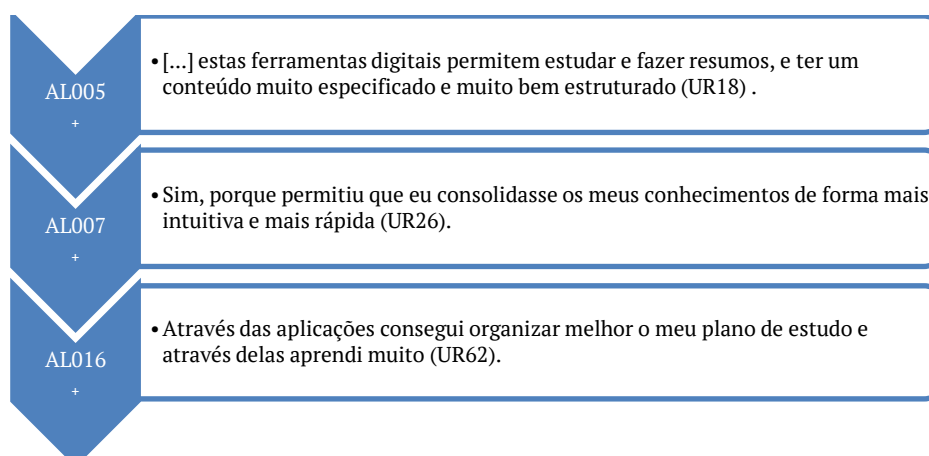 AL005
+
•[...] estas ferramentas digitais permitem estudar e fazer resumos, e ter um
conteúdo muito especificado e muito bem estruturado (UR18) .
AL007
+
•Sim, porque permitiu que eu consolidasse os meus conhecimentos de forma mais
intuitiva e mais rápida (UR26).
AL016
+
•Através das aplicações consegui organizar melhor o meu plano de estudo e
através delas aprendi muito (UR62).